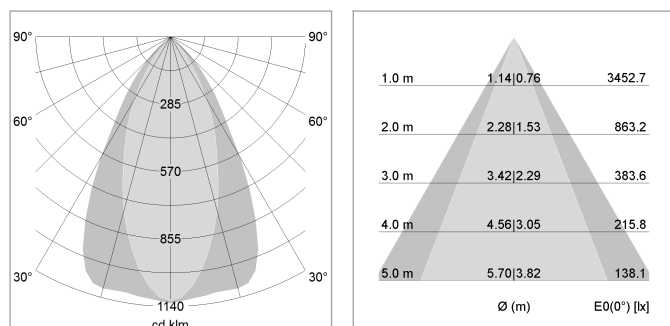 90° 90°
285
60° 60°
570
855
30° 30°
1140
cd klm
1.0 m 1.14|0.76 3452.7
2.0 m 2.28|1.53 863.2
3.0 m 3.42|2.29 383.6
4.0 m 4.56|3.05 215.8
5.0 m 5.70|3.82 138.1
Ø (m) E0(0°) [lx]